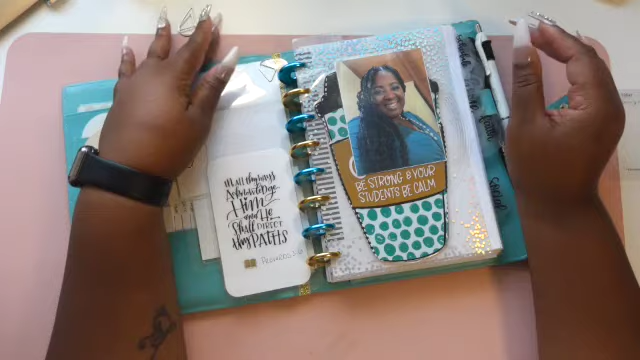 In all thy ways
Acknowledge
Him
and He
Shall DIRECT
thy PATHS
PROVERBS 3:6
BE STRONG & YOUR
STUDENTS BE CALM